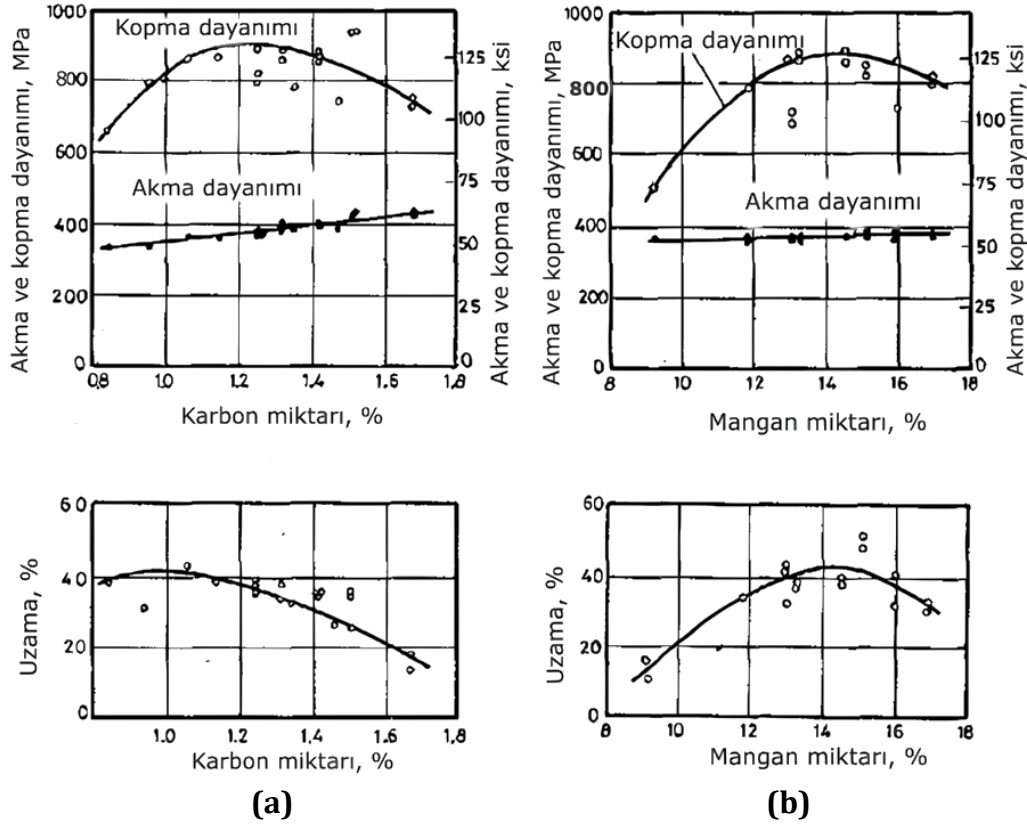 Akma ve kopma dayanımı, MPa
1000
800
600
400
200
0
Kopma dayanımı
Akma dayanımı
125
100
75
50
25
0
Akma ve kopma dayanımı, ksi
0.8 1.0 1.2 1.4 1.6 1.8
Karbon miktarı, %
Akma ve kopma dayanımı, MPa
1000
800
600
400
200
0
Kopma dayanımı
Akma dayanımı
125
100
75
50
25
0
Akma ve kopma dayanımı, ksi
8 10 12 14 16 18
Mangan miktarı, %
Uzama, %
60
40
20
0
1.0 1.2 1.4 1.6 1.8
Karbon miktarı, %
(a)
Uzama, %
60
40
20
0
8 10 12 14 16 18
Mangan miktarı, %
(b)